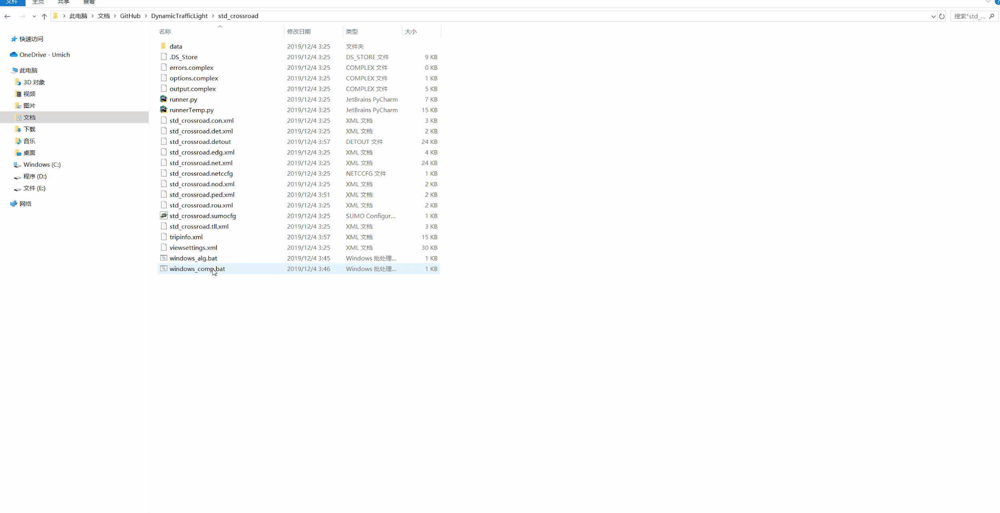 文件 主页 共享 查看
此电脑 文档 GitHub DynamicTrafficLight std_crossroad 搜索"std_...
名称 修改日期 类型 大小
快速访问
OneDrive - Umich
此电脑
3D 对象
视频
图片
文档
下载
音乐
桌面
Windows (C:)
程序 (D:)
文件 (E:)
网络
data 2019/12/4 3:25 文件夹
.DS_Store 2019/12/4 3:25 DS_STORE 文件 9 KB
errors.complex 2019/12/4 3:25 COMPLEX 文件 0 KB
options.complex 2019/12/4 3:25 COMPLEX 文件 1 KB
output.complex 2019/12/4 3:25 COMPLEX 文件 5 KB
runner.py 2019/12/4 3:25 JetBrains PyCharm 7 KB
runnerTemp.py 2019/12/4 3:25 JetBrains PyCharm 15 KB
std_crossroad.con.xml 2019/12/4 3:25 XML 文档 3 KB
std_crossroad.det.xml 2019/12/4 3:25 XML 文档 2 KB
std_crossroad.detout 2019/12/4 3:57 DETOUT 文件 24 KB
std_crossroad.edg.xml 2019/12/4 3:25 XML 文档 4 KB
std_crossroad.net.xml 2019/12/4 3:25 XML 文档 24 KB
std_crossroad.netccfg 2019/12/4 3:25 NETCCFG 文件 1 KB
std_crossroad.nod.xml 2019/12/4 3:25 XML 文档 2 KB
std_crossroad.ped.xml 2019/12/4 3:51 XML 文档 2 KB
std_crossroad.rou.xml 2019/12/4 3:25 XML 文档 2 KB
std_crossroad.sumocfg 2019/12/4 3:25 SUMO Configur... 1 KB
std_crossroad.tll.xml 2019/12/4 3:25 XML 文档 3 KB
tripinfo.xml 2019/12/4 3:57 XML 文档 15 KB
viewsettings.xml 2019/12/4 3:25 XML 文档 30 KB
windows_alg.bat 2019/12/4 3:45 Windows 批处理... 1 KB
windows_comp.bat 2019/12/4 3:46 Windows 批处理... 1 KB